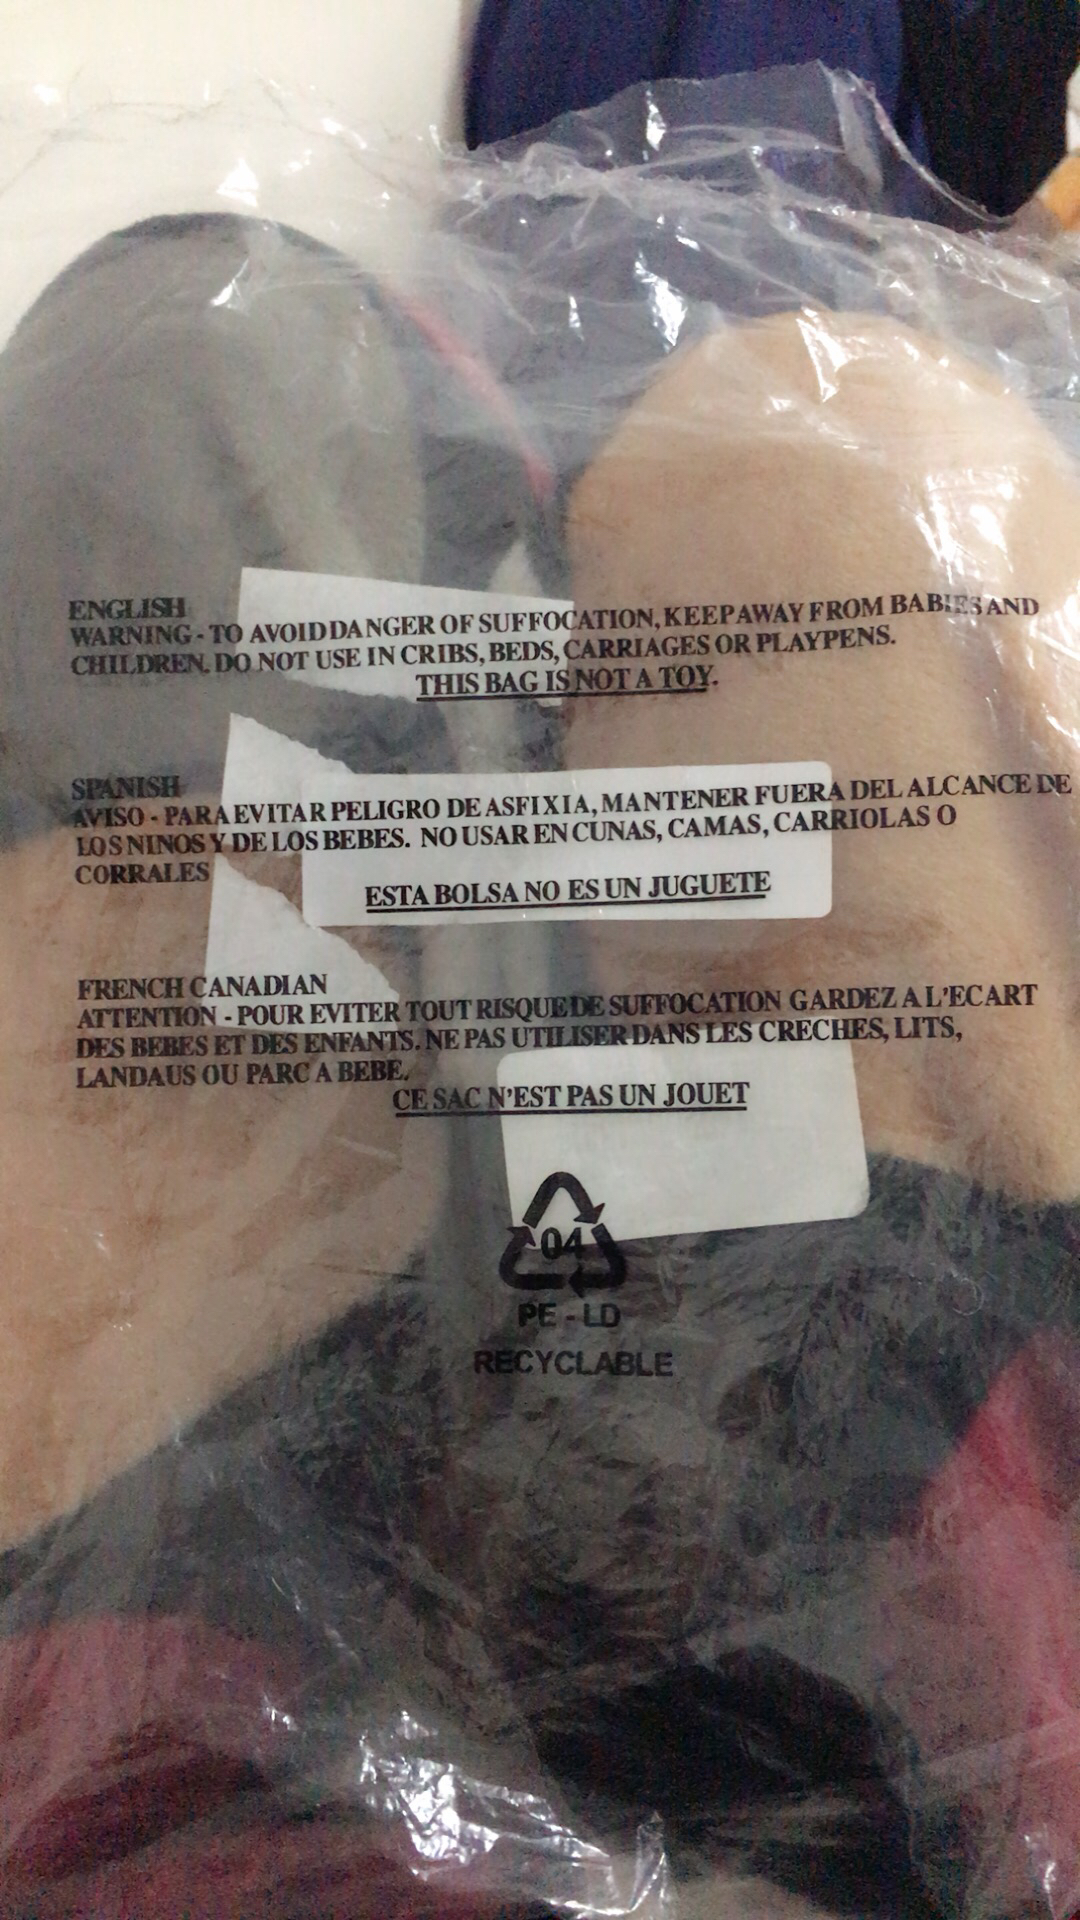 ENGLISH
WARNING - TO AVOID DANGER OF SUFFOCATION, KEEP AWAY FROM BABIES AND
CHILDREN. DO NOT USE IN CRIBS, BEDS, CARRIAGES OR PLAYPENS.
THIS BAG IS NOT A TOY.
SPANISH
AVISO - PARA EVITAR PELIGRO DE ASFIXIA, MANTENER FUERA DEL ALCANCE DE
LOS NINOS Y DE LOS BEBES. NO USAR EN CUNAS, CAMAS, CARRIOLAS O
CORRALES
ESTA BOLSA NO ES UN JUGUETE
FRENCH CANADIAN
ATTENTION - POUR EVITER TOUT RISQUE DE SUFFOCATION GARDEZ A L'ECART
DES BEBES ET DES ENFANTS. NE PAS UTILISER DANS LES CRECHES, LITS,
LANDAUS OU PARC A BEBE.
CE SAC N'EST PAS UN JOUET
04
PE - LD
RECYCLABLE